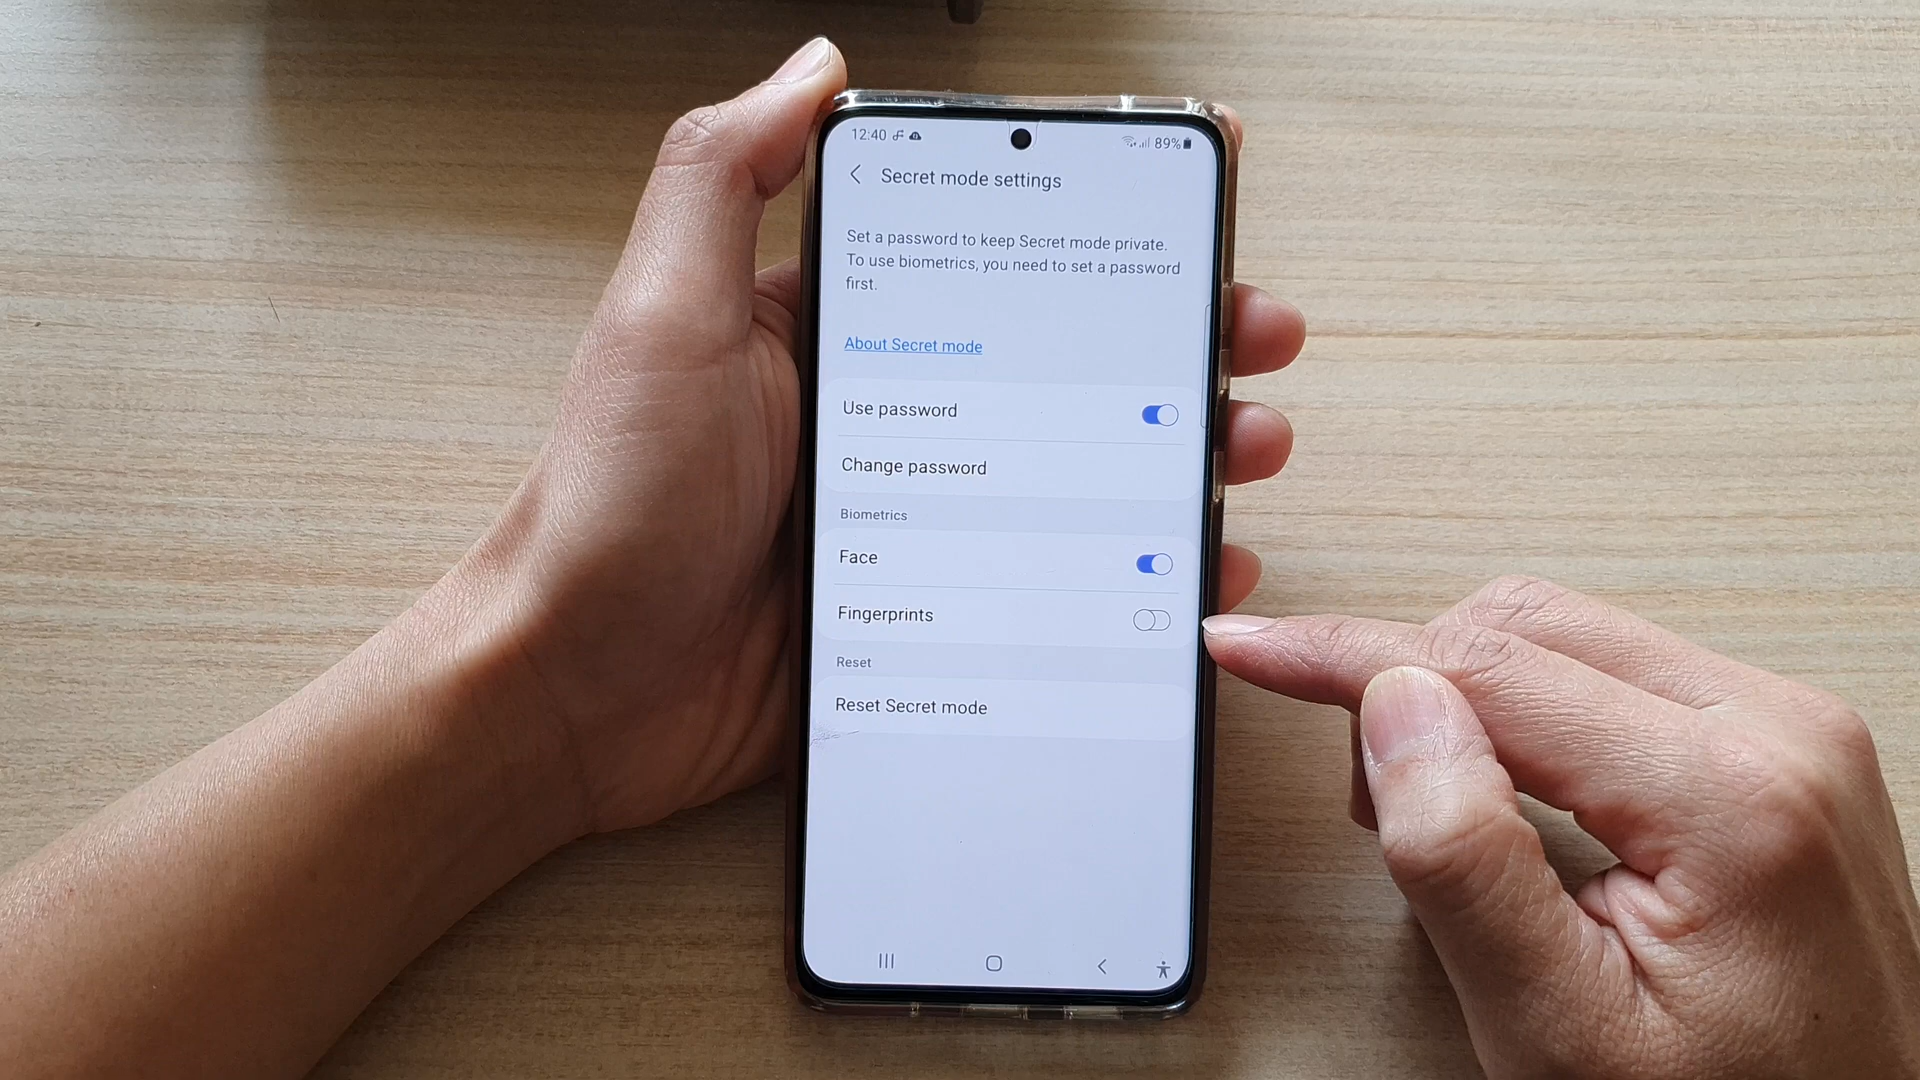 12:40
89%
Secret mode settings
Set a password to keep Secret mode private.
To use biometrics, you need to set a password
first.
About Secret mode
Use password
Change password
Biometrics
Face
Fingerprints
Reset
Reset Secret mode